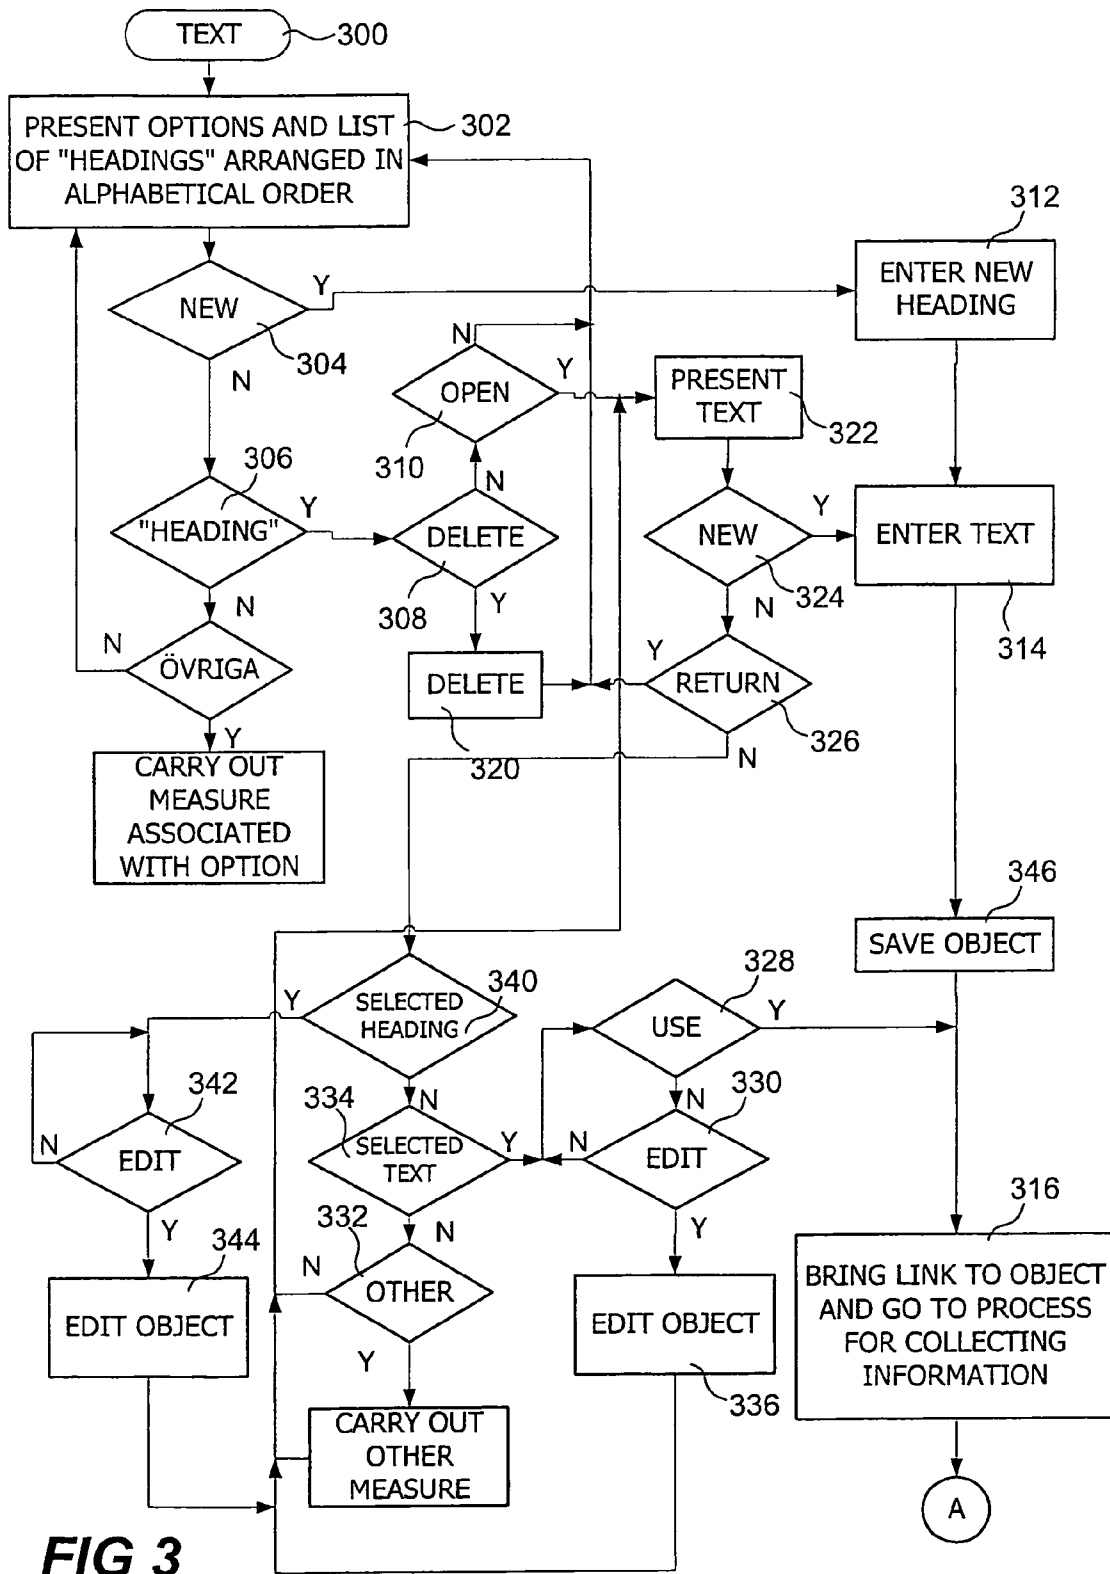 TEXT
300
PRESENT OPTIONS AND LIST
OF "HEADINGS" ARRANGED IN
ALPHABETICAL ORDER
302
NEW
304
Y
N
312
ENTER NEW
HEADING
N
OPEN
310
Y
PRESENT
TEXT
322
306
"HEADING"
Y
N
N
DELETE
308
Y
NEW
324
Y
N
ENTER TEXT
314
N
ÖVRIGA
Y
DELETE
320
Y
RETURN
326
N
CARRY OUT
MEASURE
ASSOCIATED
WITH OPTION
346
SAVE OBJECT
Y
SELECTED
HEADING
340
N
328
USE
Y
N
342
N
EDIT
Y
334
SELECTED
TEXT
Y
N
330
N
EDIT
Y
344
EDIT OBJECT
332
N
OTHER
Y
EDIT OBJECT
336
316
BRING LINK TO OBJECT
AND GO TO PROCESS
FOR COLLECTING
INFORMATION
CARRY OUT
OTHER
MEASURE
A
FIG 3